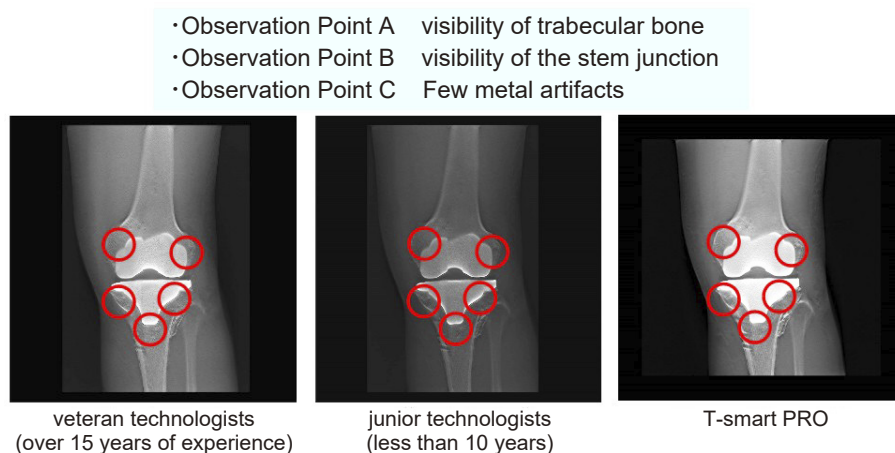 ・Observation Point A visibility of trabecular bone
・Observation Point B visibility of the stem junction
・Observation Point C Few metal artifacts
veteran technologists
(over 15 years of experience)
junior technologists
(less than 10 years)
T-smart PRO